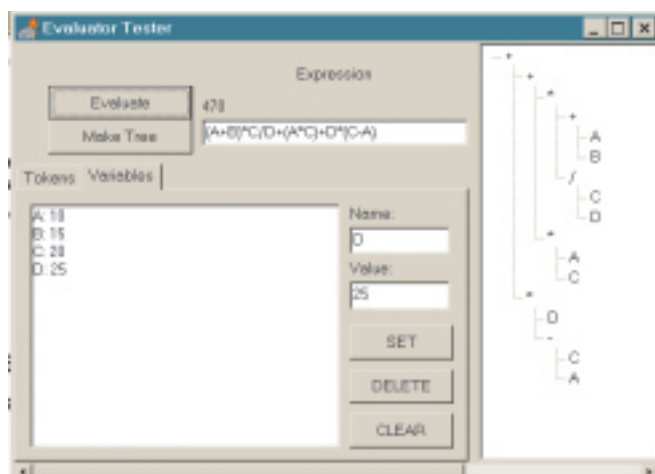 Evaluator Tester
Expression
Evaluate
470
Make Tree
(A+B)*C/D+(A*C)+D*(C-A)
Tokens
Variables
A: 10
B: 15
C: 20
D: 25
Name:
D
Value:
25
SET
DELETE
CLEAR
+
+
*
+
A
B
/
C
D
*
A
C
*
D
-
C
A